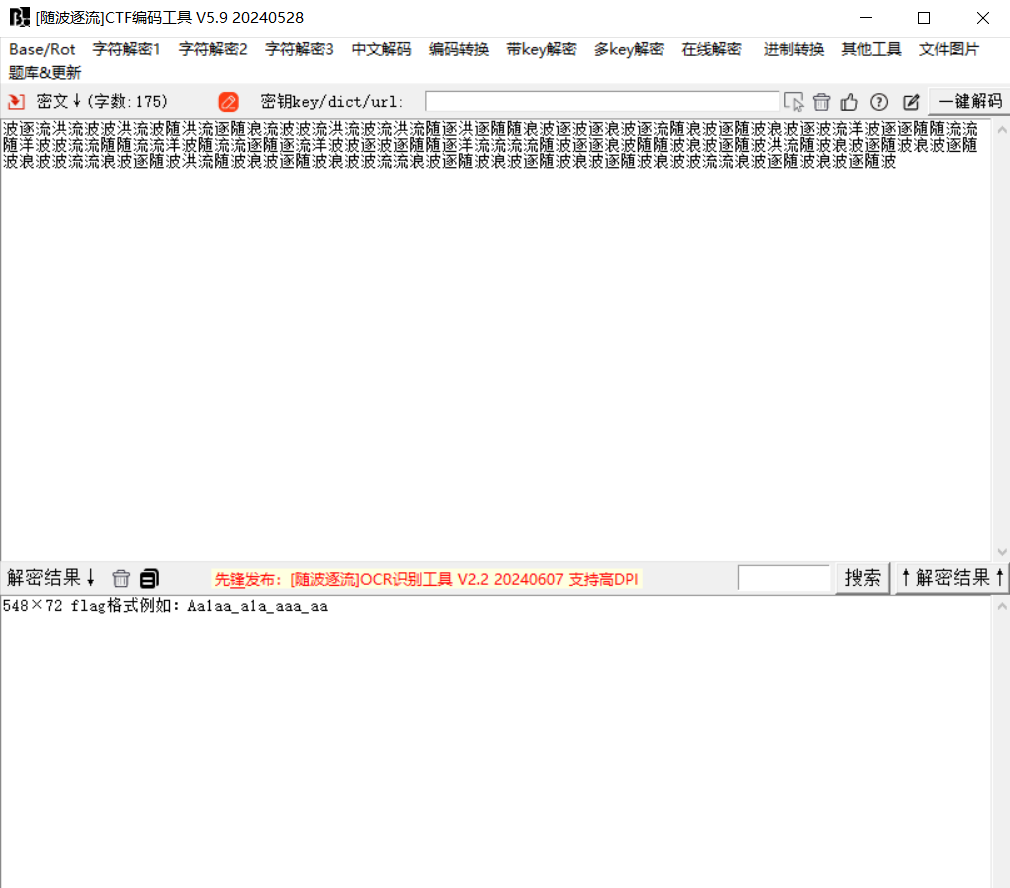 [随波逐流]CTF编码工具 V5.9 20240528
Base/Rot 字符解密1 字符解密2 字符解密3 中文解码 编码转换 带key解密 多key解密 在线解密 进制转换 其他工具 文件图片
题库&更新
密文↓(字数:175) 密钥key/dict/url: 一键解码
波逐流洪流波波洪流波随洪流逐随浪流波波流洪流波流洪流随逐洪逐随随浪波逐波逐浪波逐流随浪波逐随波浪波逐波流洋波逐逐随随流流
随洋波波流流随随流流洋波随流流逐随逐流洋波波逐波逐随逐洋流流流流随波逐逐浪波随随波浪波逐随波洪流随波浪波逐随波浪波逐随
波浪波波流流浪波逐随波洪流随波浪波逐随波浪波波流流浪波逐随波浪波逐随波浪波逐随波浪波波流流浪波逐随波浪波逐随波
解密结果↓ 先锋发布：[随波逐流]OCR识别工具 V2.2 20240607 支持高DPI 搜索 ↑解密结果↑
548×72 flag格式例如：Aa1aa_a1a_aaa_aa